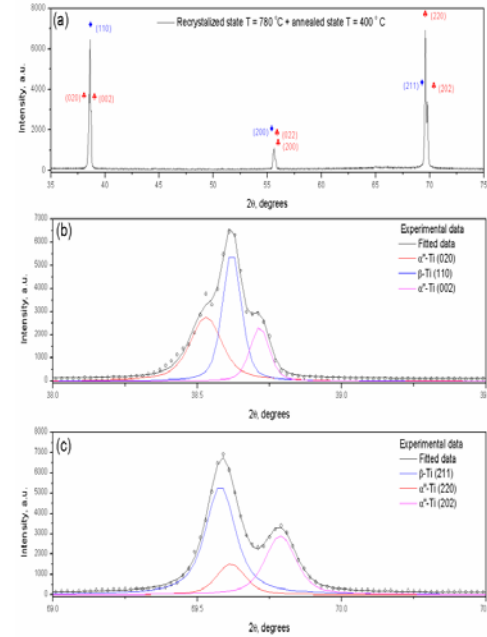 (a)
Recrystalized state T = 780 °C + annealed state T = 400° C
(220)
(110)
(020)
(002)
(211)
(202)
(200)
(022)
(200)
8000
6000
4000
2000
0
Intensity, a.u.
35 40 45 50 55 60 65 70 75
2θ, degrees
(b)
Experimental data
Fitted data
α"-Ti (020)
β-Ti (110)
α"-Ti (002)
7000
6000
5000
4000
3000
2000
1000
0
Intensity, a.u.
38.0 38.5 39.0 39
2θ, degrees
(c)
Experimental data
Fitted data
β-Ti (211)
α"-Ti (220)
α"-Ti (202)
8000
7000
6000
5000
4000
3000
2000
1000
0
Intensity, a.u.
69.0 69.5 70.0 70
2θ, degrees